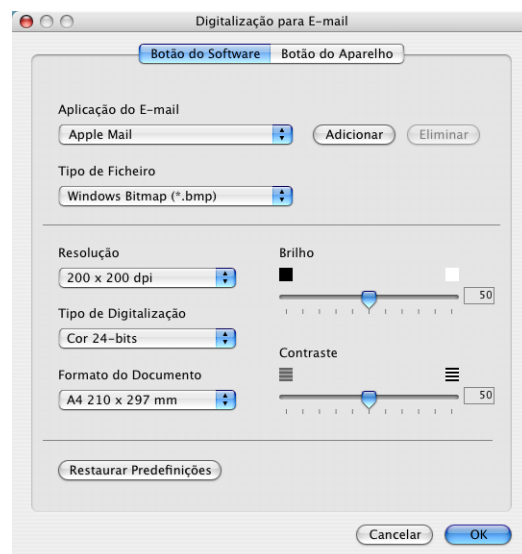 Digitalização para E-mail
Botão do Software Botão do Aparelho
Aplicação do E-mail
Apple Mail Adicionar Eliminar
Tipo de Ficheiro
Windows Bitmap (*.bmp)
Resolução Brilho
200 x 200 dpi 50
Tipo de Digitalização
Cor 24-bits
Contraste
Formato do Documento
A4 210 x 297 mm 50
Restaurar Predefinições
Cancelar OK